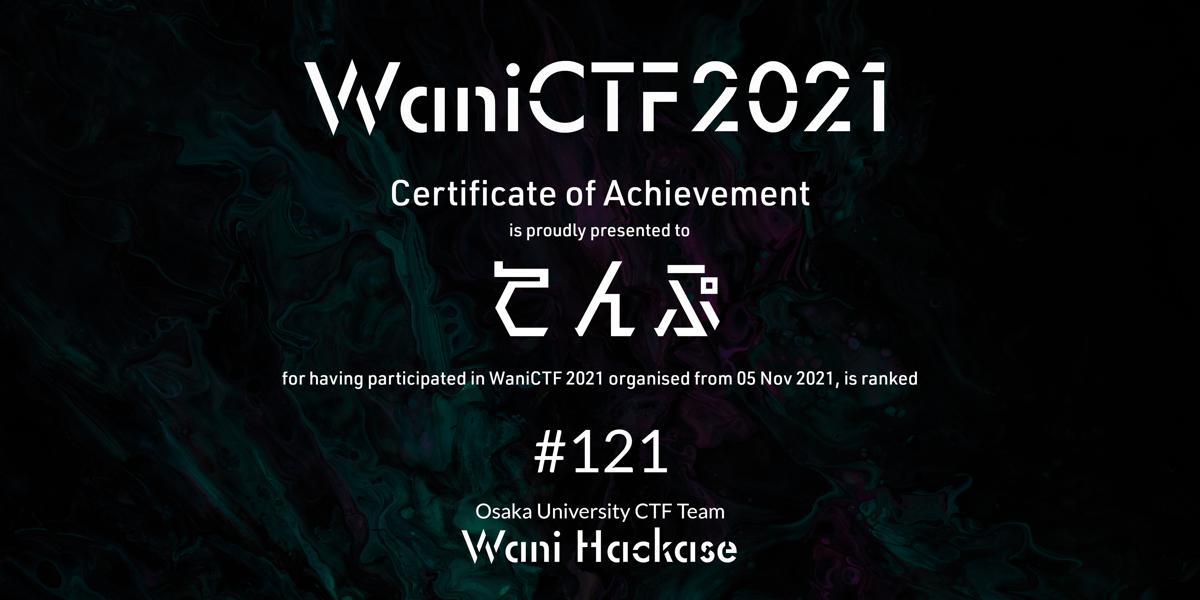 WaniCTF2021
Certificate of Achievement
is proudly presented to
てんぷ
for having participated in WaniCTF 2021 organised from 05 Nov 2021, is ranked
#121
Osaka University CTF Team
Wani Hackase